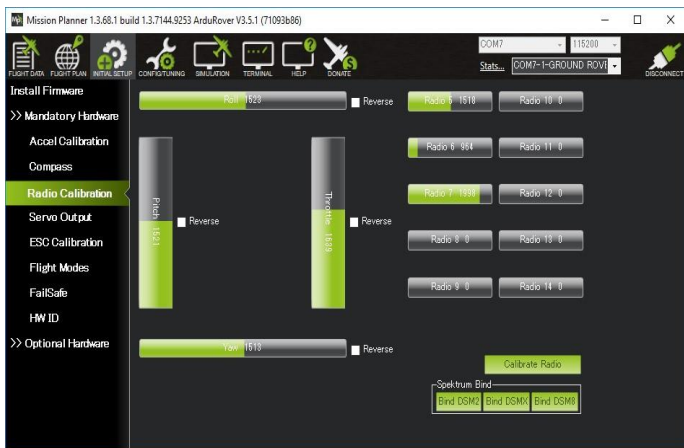 Mission Planner 1.3.68.1 build 1.3.7144.9253 ArduRover V3.5.1 (71093b86)
FLIGHT DATA FLIGHT PLAN INITIAL SETUP CONFIG/TUNING SIMULATION TERMINAL HELP DONATE
COM7 115200
Stats... COM7-1-GROUND ROVE
DISCONNECT
Install Firmware
>> Mandatory Hardware
Accel Calibration
Compass
Radio Calibration
Servo Output
ESC Calibration
Flight Modes
FailSafe
HW ID
>> Optional Hardware
Roll 1523
Reverse
Pitch 1521
Reverse
Throttle 1639
Reverse
Yaw 1513
Reverse
Radio 5 1518
Radio 10 0
Radio 6 964
Radio 11 0
Radio 7 1998
Radio 12 0
Radio 8 0
Radio 13 0
Radio 9 0
Radio 14 0
Calibrate Radio
Spektrum Bind
Bind DSM2 Bind DSMX Bind DSM8